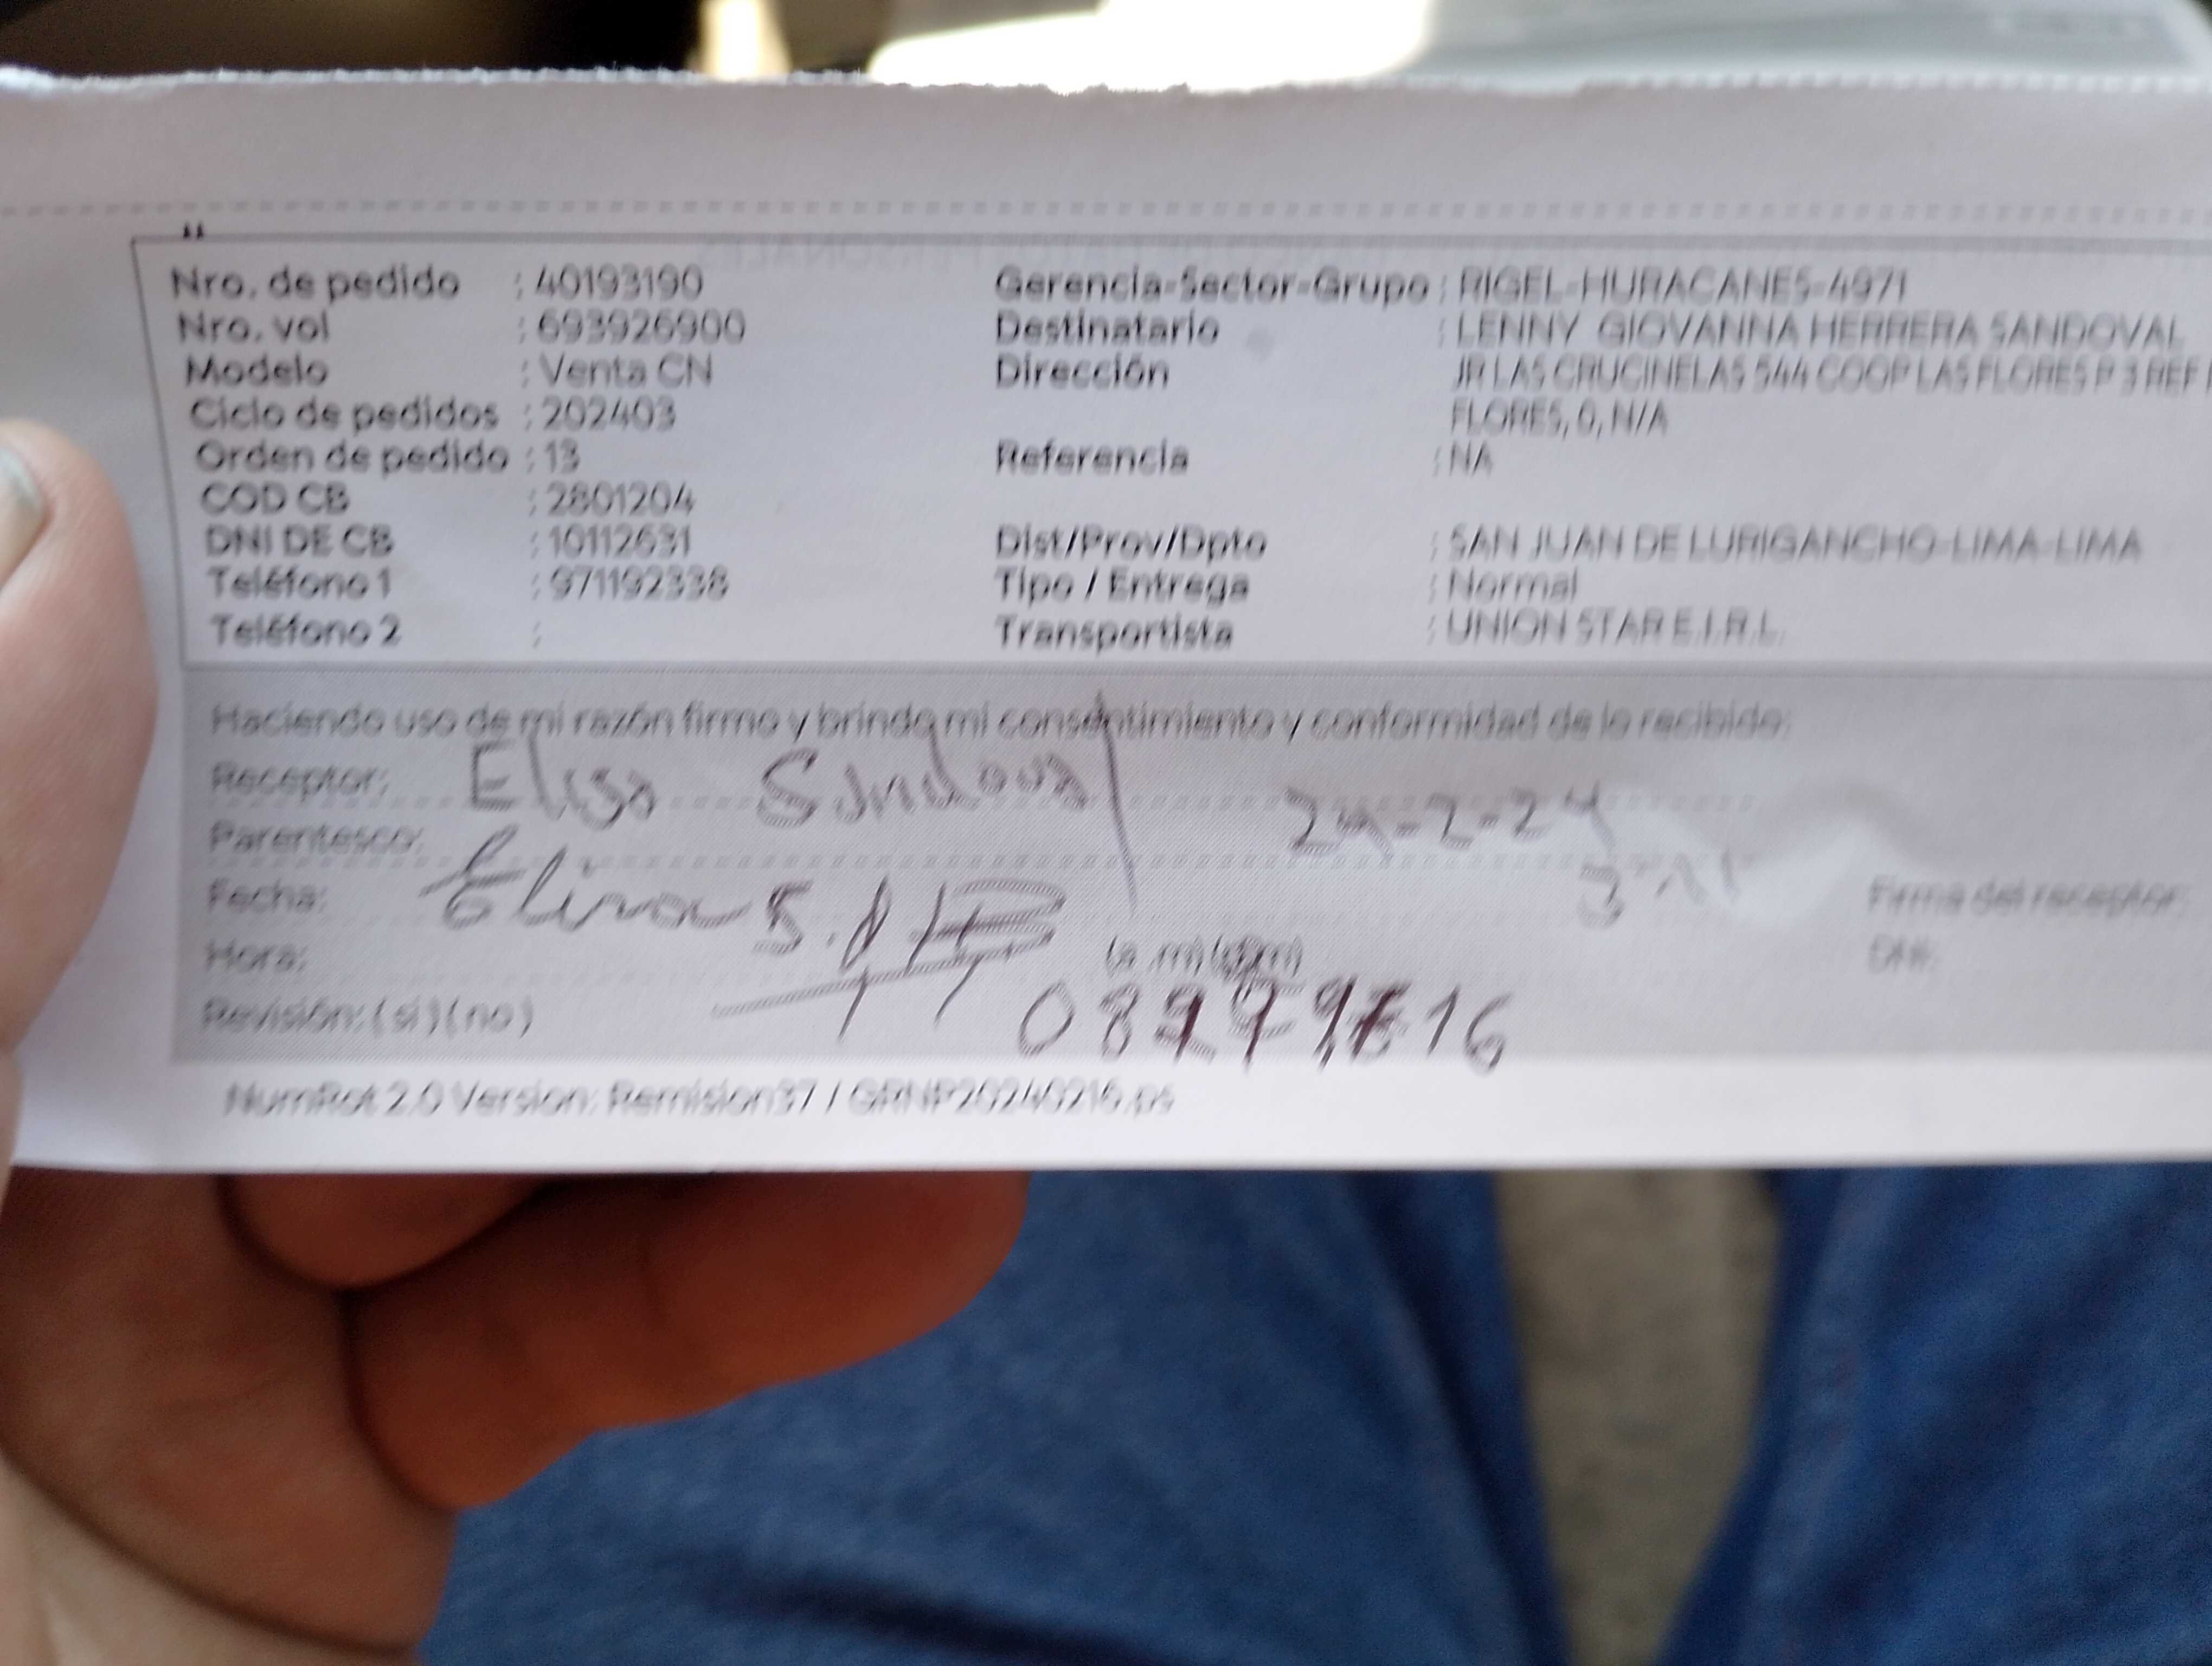 Nro. de pedido : 40193190 Gerencia-Sector-Grupo : RIGEL-HURACANES-4971
Nro. vol : 693926900 Destinatario : LENNY GIOVANNA HERRERA SANDOVAL
Modelo : Venta CN Dirección JR LAS CRUCINELAS 544 COOP LAS FLORES P 3 REF
Ciclo de pedidos : 202403 FLORES, 0, N/A
Orden de pedido : 13 Referencia : NA
COD CB : 2801204
DNI DE CB : 10112631 Dist/Prov/Dpto : SAN JUAN DE LURIGANCHO-LIMA-LIMA
Teléfono 1 : 971192338 Tipo / Entrega : Normal
Teléfono 2 : Transportista : UNION STAR E.I.R.L.
Haciendo uso de mi razón firmo y brindo mi consentimiento y conformidad de lo recibido:
Receptor: Elisa Sandoval 24-2-24
Parentesco:
Fecha: Firma del receptor:
Hora: (a.m) (p.m) DNI:
Revisión: (si) (no)
NumRot 2.0 Version: Remision37 / GRNP20240216.ps